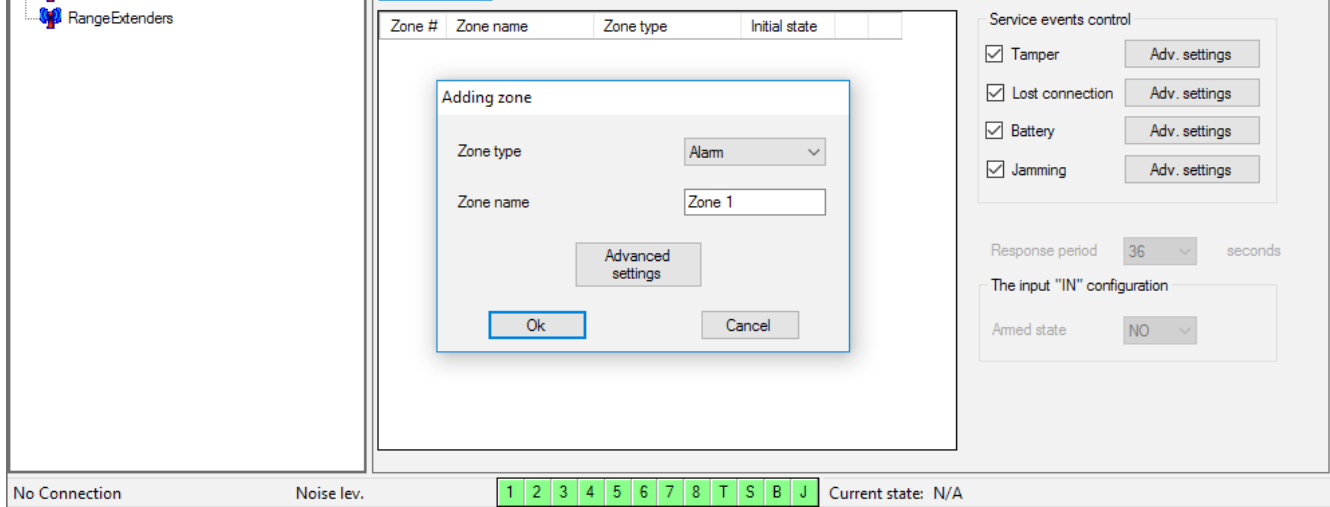 RangeExtenders
Zone # Zone name Zone type Initial state
Adding zone
Zone type Alarm
Zone name Zone 1
Advanced
settings
Ok Cancel
Service events control
Tamper Adv. settings
Lost connection Adv. settings
Battery Adv. settings
Jamming Adv. settings
Response period 36 seconds
The input "IN" configuration
Armed state NO
No Connection Noise lev. 1 2 3 4 5 6 7 8 T S B J Current state: N/A